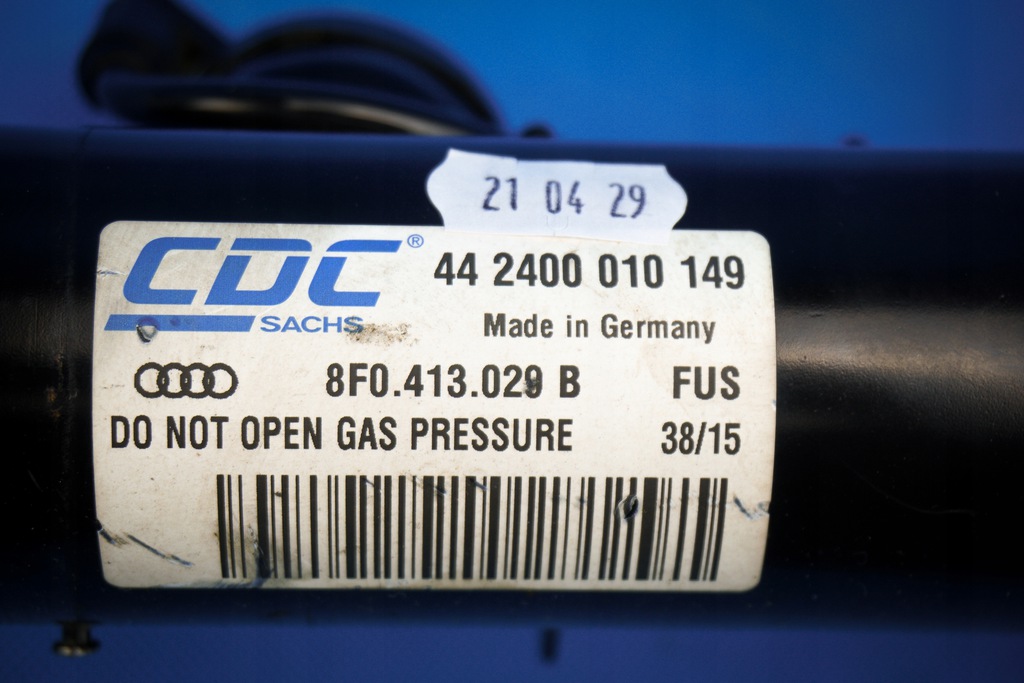 21 04 29
CDC®
SACHS
44 2400 010 149
Made in Germany
8F0.413.029 B
FUS
DO NOT OPEN GAS PRESSURE
38/15